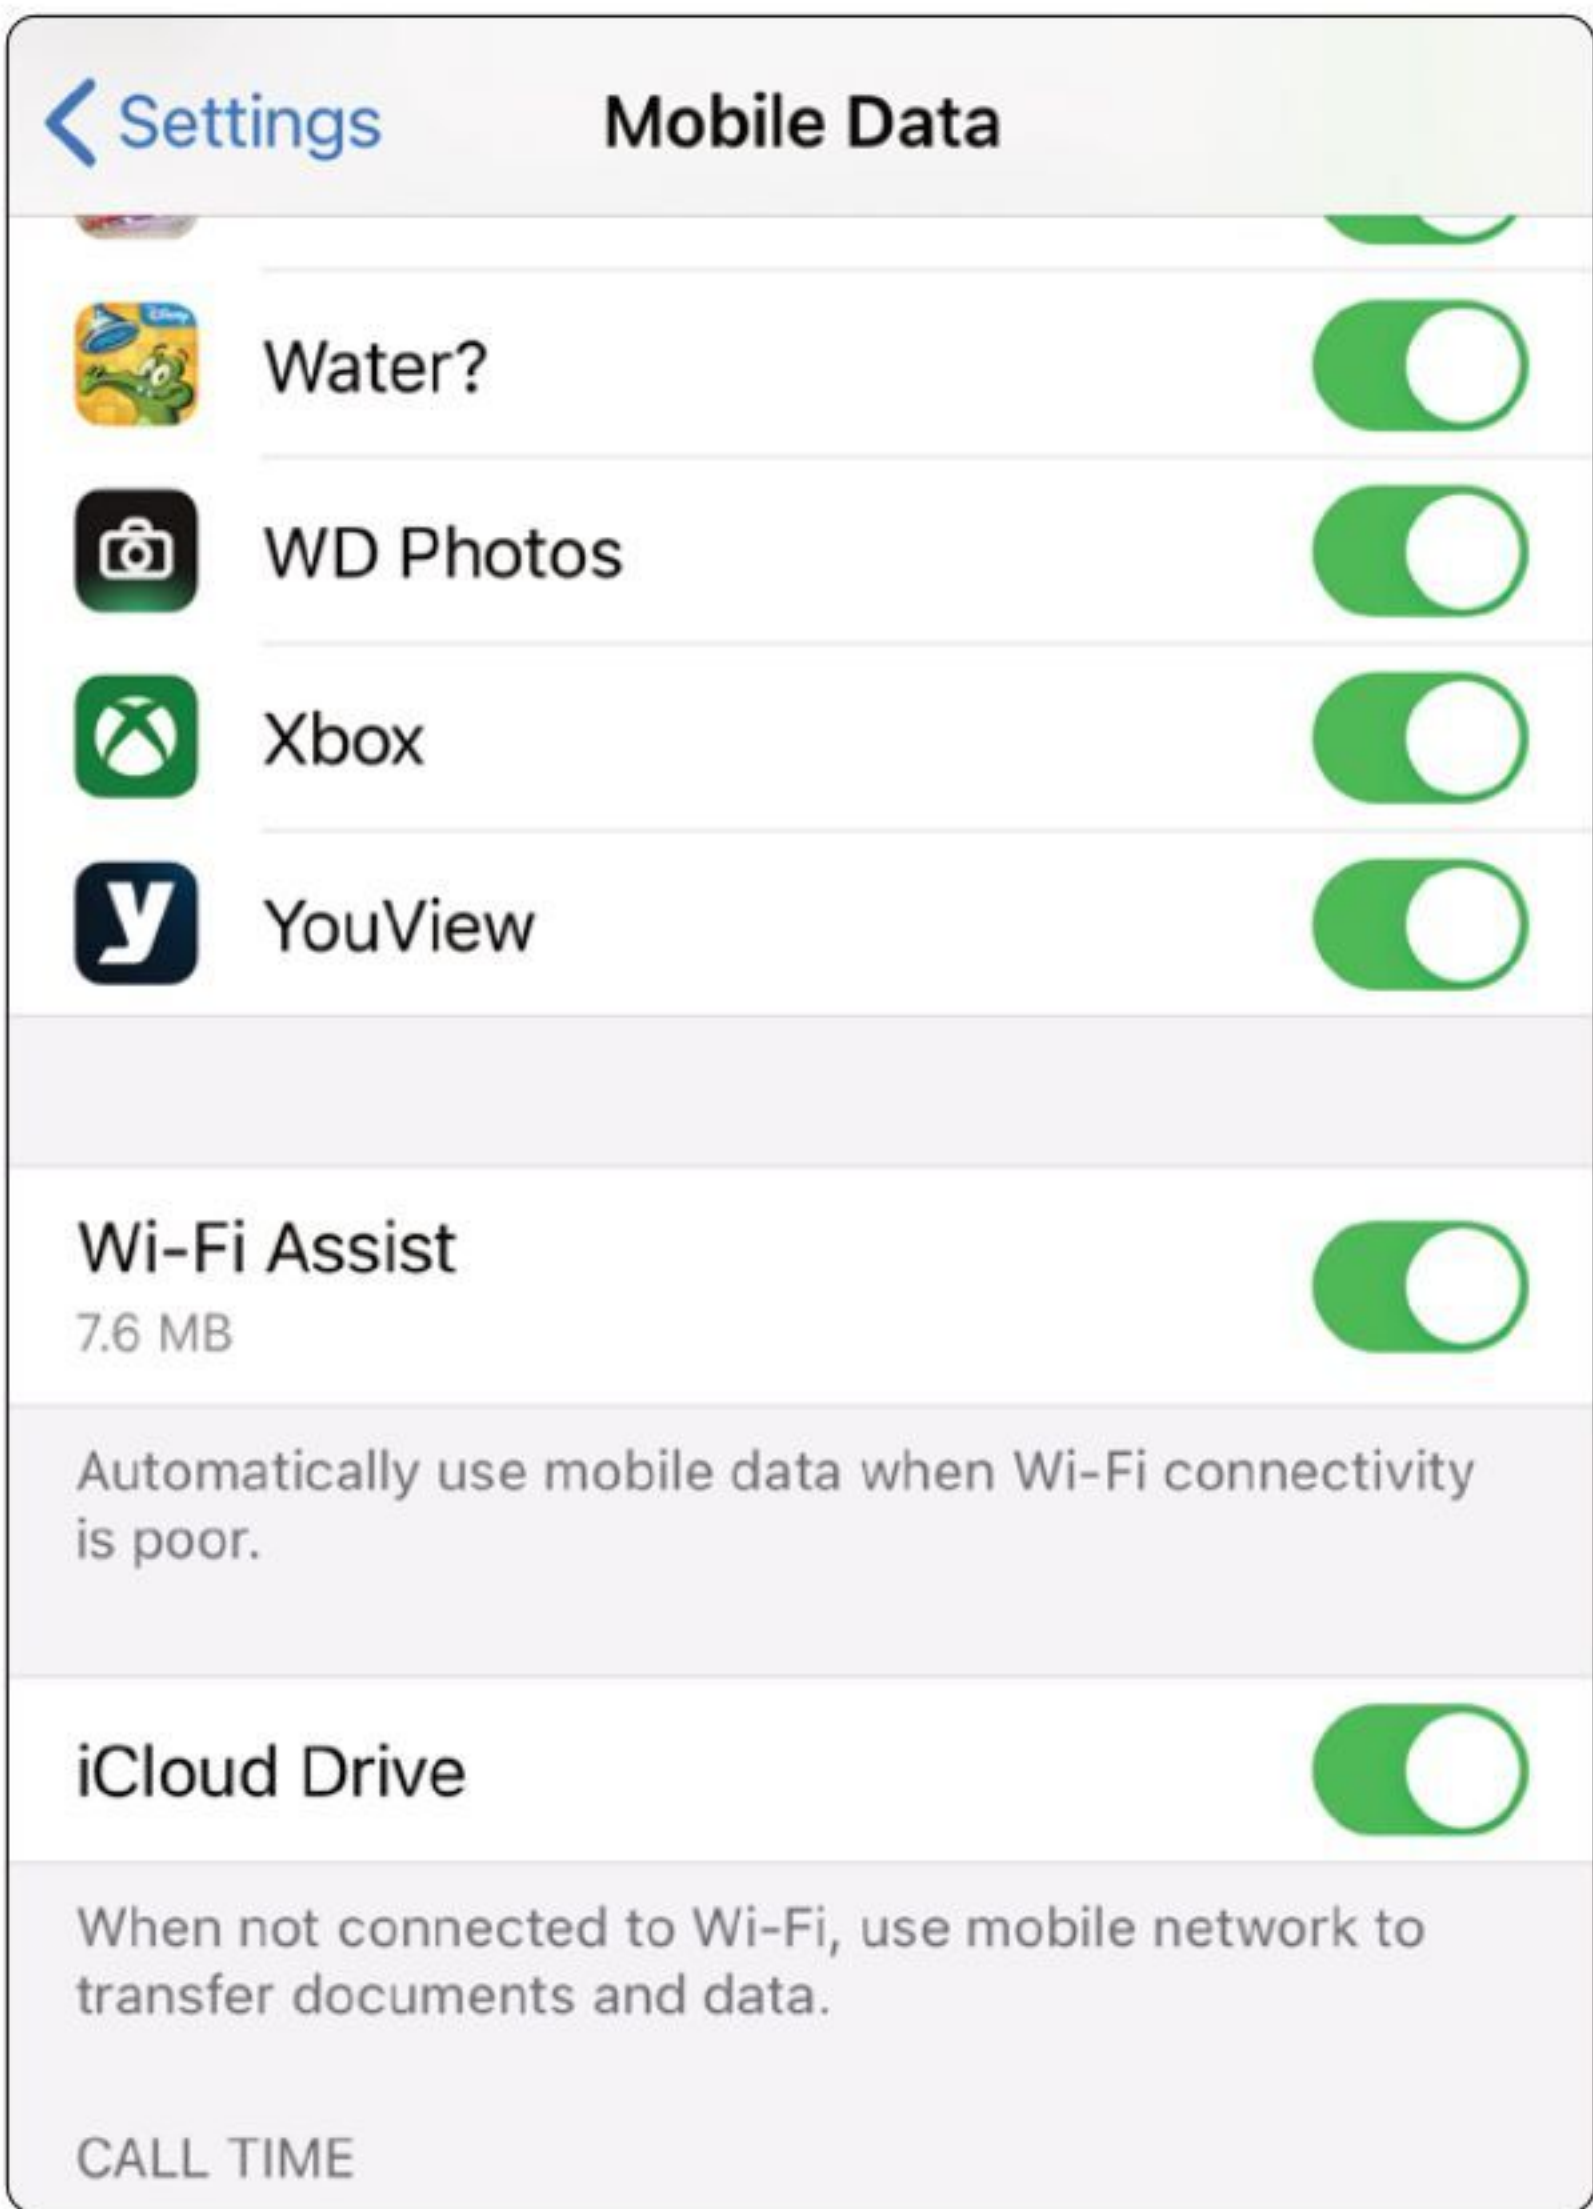 Settings
Mobile Data
Disney
Water?
WD Photos
Xbox
y
YouView
Wi-Fi Assist
7.6 MB
Automatically use mobile data when Wi-Fi connectivity
is poor.
iCloud Drive
When not connected to Wi-Fi, use mobile network to
transfer documents and data.
CALL TIME